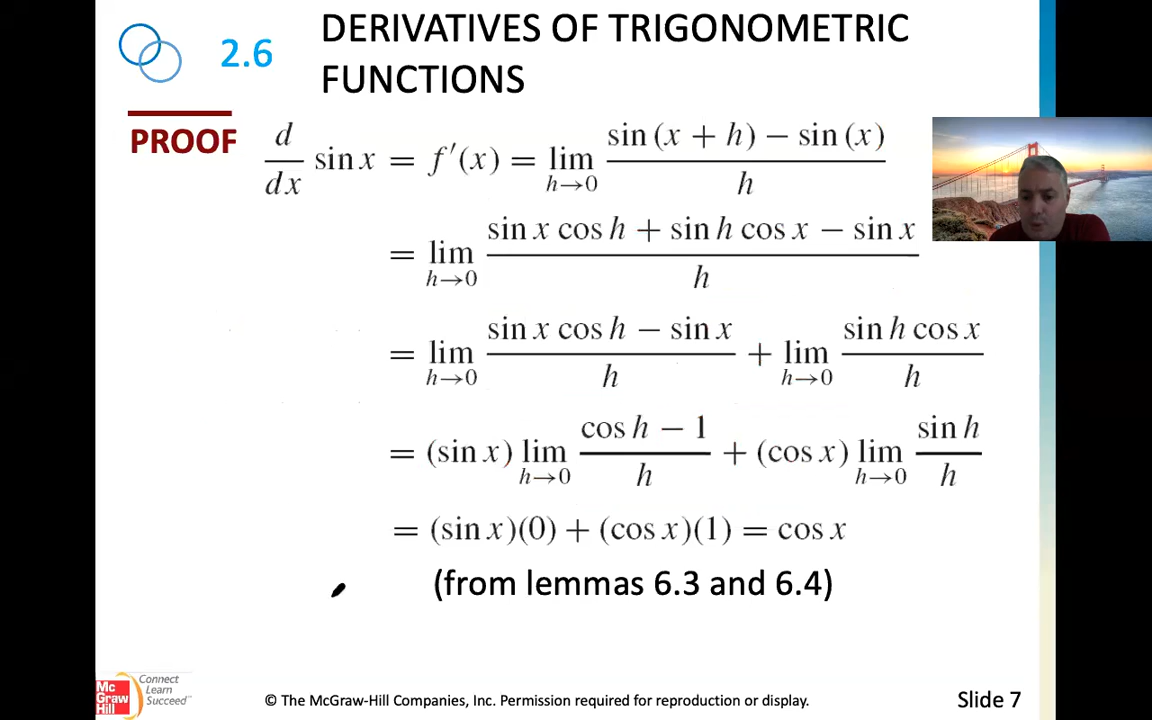 2.6
DERIVATIVES OF TRIGONOMETRIC
FUNCTIONS
PROOF
d/dx sin x = f′(x) = lim h→0 (sin (x + h) − sin (x))/h
= lim h→0 (sin x cos h + sin h cos x − sin x)/h
= lim h→0 (sin x cos h − sin x)/h + lim h→0 (sin h cos x)/h
= (sin x) lim h→0 (cos h − 1)/h + (cos x) lim h→0 (sin h)/h
= (sin x)(0) + (cos x)(1) = cos x
(from lemmas 6.3 and 6.4)
Mc
Graw
Hill
Connect
Learn
Succeed™
© The McGraw-Hill Companies, Inc. Permission required for reproduction or display.
Slide 7